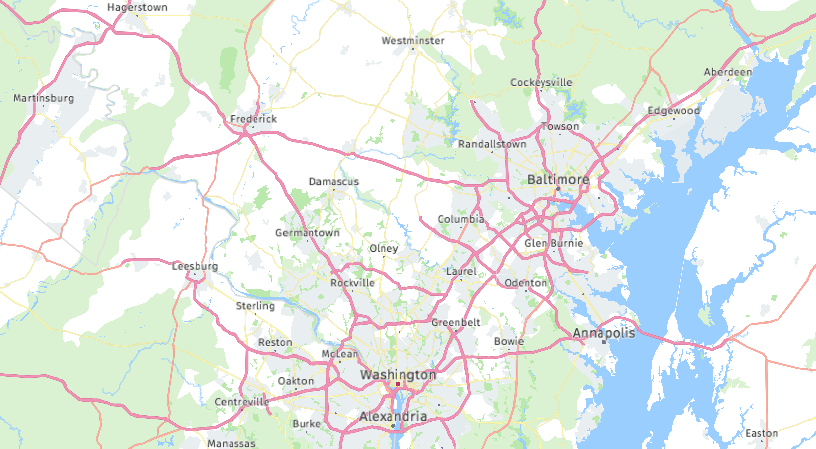 Hagerstown
Westminster
Aberdeen
Cockeysville
Martinsburg
Edgewood
Frederick
Towson
Randallstown
Damascus
Baltimore
Columbia
Germantown
Glen Burnie
Olney
Leesburg
Laurel
Rockville
Odenton
Sterling
Greenbelt
Annapolis
Reston
Bowie
McLean
Washington
Oakton
Centreville
Alexandria
Burke
Easton
Manassas